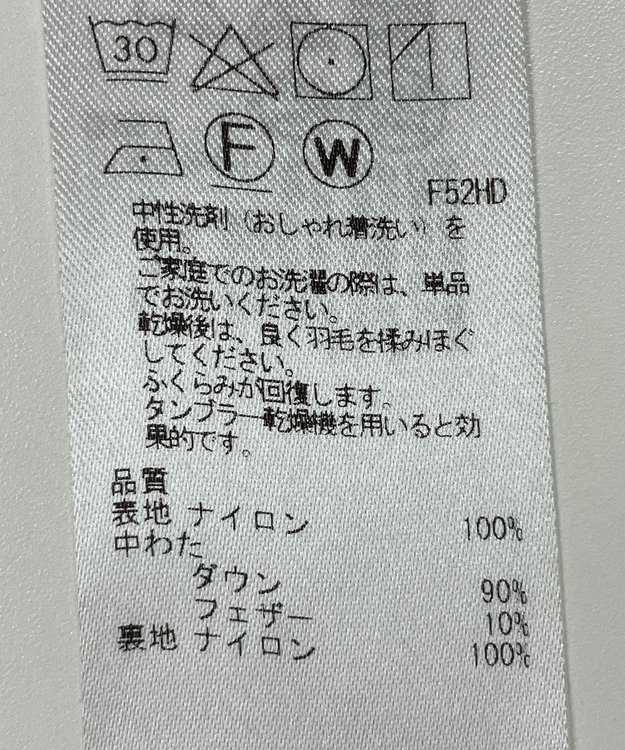 30
F W
F52HD
中性洗剤（おしゃれ着洗い）を
使用。
ご家庭でのお洗濯の際は、単品
でお洗いください。
乾燥後は、良く羽毛を揉みほぐ
してください。
ふくらみが回復します。
タンブラー乾燥機を用いると効
果的です。
品質
表地 ナイロン 100%
中わた
ダウン 90%
フェザー 10%
裏地 ナイロン 100%